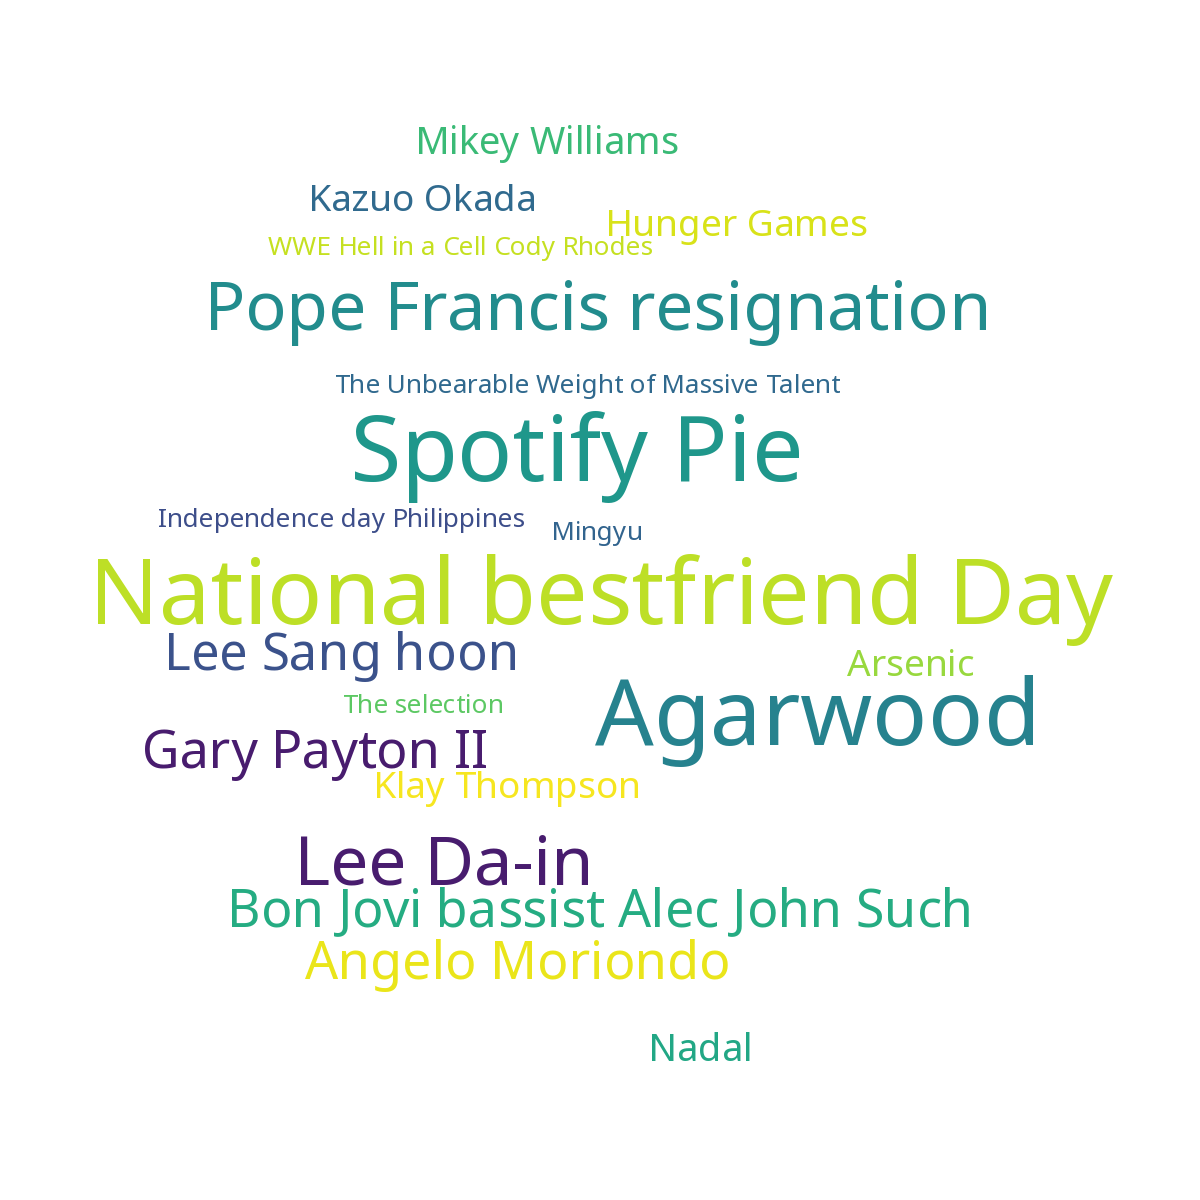 Mikey Williams
Kazuo Okada
Hunger Games
WWE Hell in a Cell Cody Rhodes
Pope Francis resignation
The Unbearable Weight of Massive Talent
Spotify Pie
Independence day Philippines
Mingyu
National bestfriend Day
Lee Sang hoon
Arsenic
The selection
Agarwood
Gary Payton II
Klay Thompson
Lee Da-in
Bon Jovi bassist Alec John Such
Angelo Moriondo
Nadal